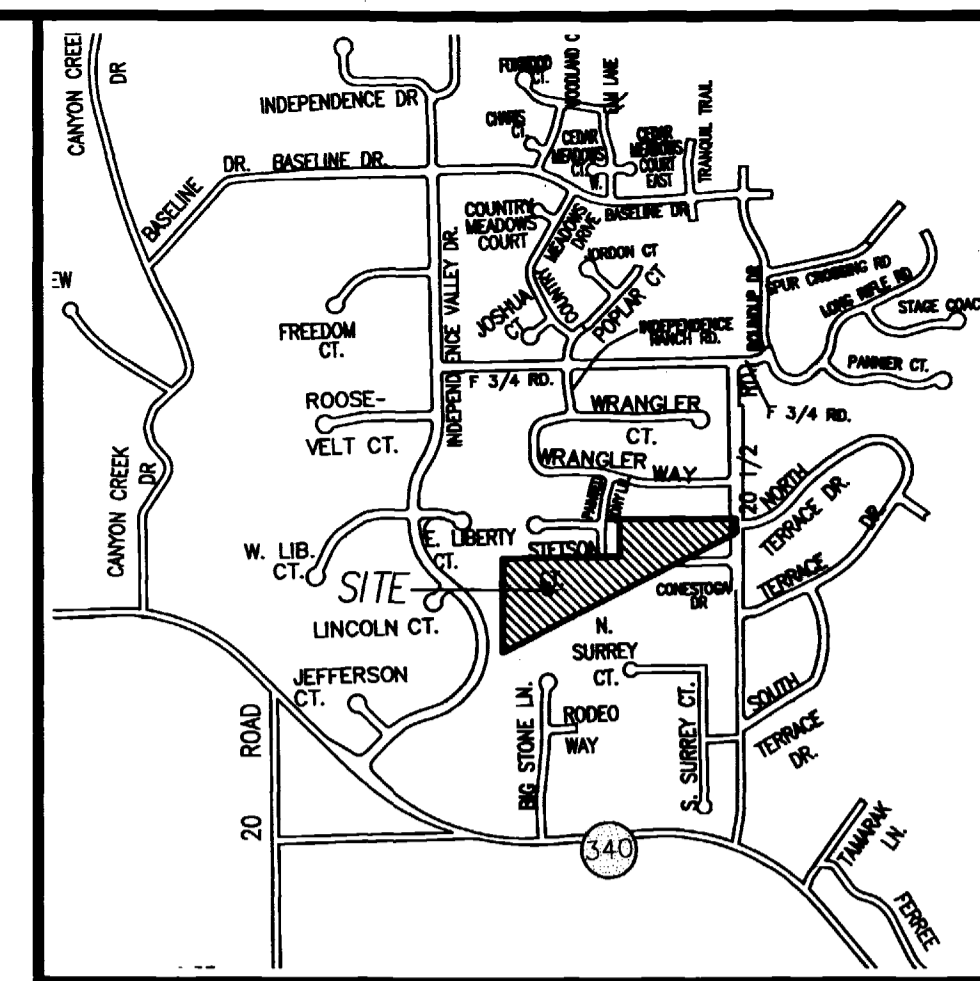 CANYON CREE
DR
INDEPENDENCE DR
FOXWOOD
CT.
WOODLAND C
LANE
CHARIS
CT.
CEDAR
MEADOWS
CT.
W.
CEDAR
MEADOWS
COURT
EAST
TRANQUIL TRAIL
BASELINE
DR.
BASELINE DR.
BASELINE DR
COUNTRY
MEADOWS
COURT
COUNTRY
MEADOWS
DRIVE
JORDON CT
JOSHUA
CT.
POPLAR CT
INDEPENDENCE
RANCH RD.
ROUNDUP DR
SPUR CROSSING RD
LONG RIFLE RD
STAGE COAC
PANNIER CT.
EW
FREEDOM
CT.
INDEPENDENCE VALLEY DR.
F 3/4 RD.
F 3/4 RD.
ROOSE-
VELT CT.
WRANGLER
CT.
WRANGLER
WAY
20 1/2
RD.
NORTH
TERRACE DR.
TERRACE
DR
CANYON CREEK
DR
W. LIB.
CT.
E. LIBERTY
CT.
STETSON
CT.
SITE
CONESTOGA
DR
LINCOLN CT.
N.
SURREY
CT.
JEFFERSON
CT.
20 ROAD
BIG STONE LN.
RODEO
WAY
S. SURREY CT.
SOUTH
TERRACE
DR.
340
TAMARAK
LN.
FERREE